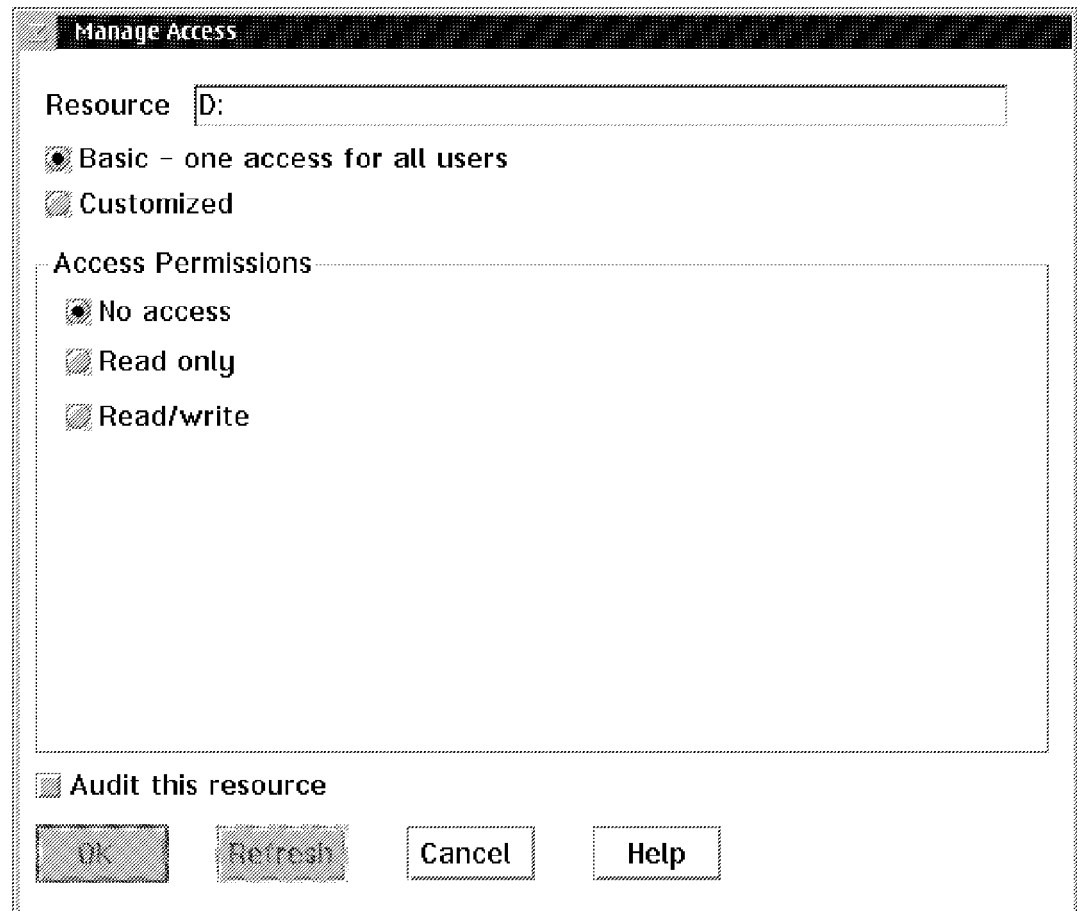 Manage Access
Resource D:
Basic - one access for all users
Customized
Access Permissions
No access
Read only
Read/write
Audit this resource
OK Refresh Cancel Help